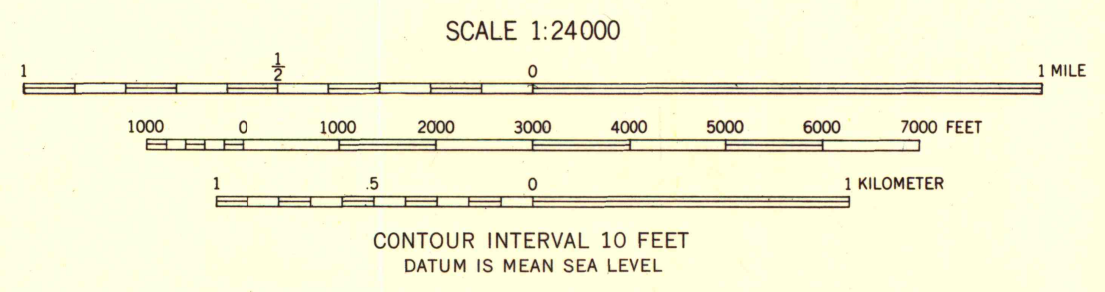 SCALE 1:24000
1 1/2 0 1 MILE
1000 0 1000 2000 3000 4000 5000 6000 7000 FEET
1 .5 0 1 KILOMETER
CONTOUR INTERVAL 10 FEET
DATUM IS MEAN SEA LEVEL